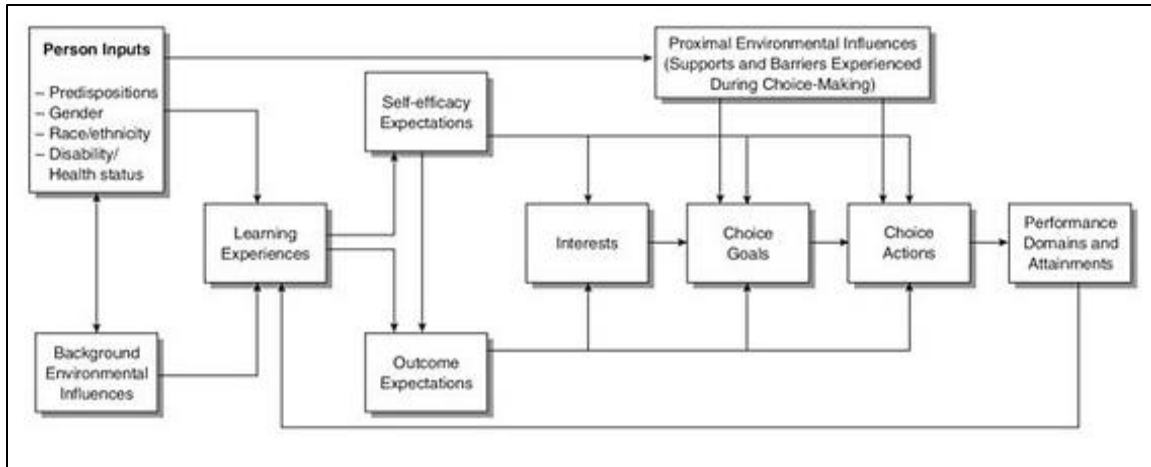 Person Inputs
– Predispositions
– Gender
– Race/ethnicity
– Disability/
Health status
Proximal Environmental Influences
(Supports and Barriers Experienced
During Choice-Making)
Self-efficacy
Expectations
Learning
Experiences
Interests
Choice
Goals
Choice
Actions
Performance
Domains and
Attainments
Background
Environmental
Influences
Outcome
Expectations